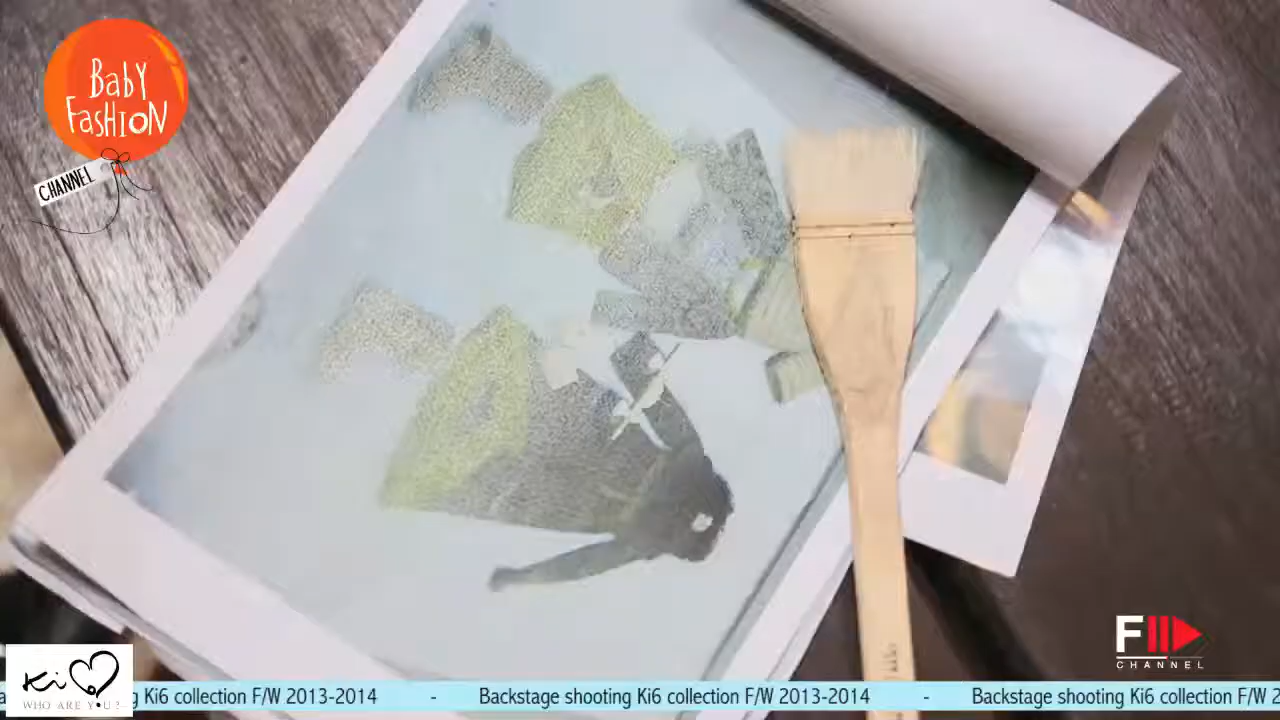 BaBY
FaSHION
CHANNEL
F
CHANNEL
Ki
WHO ARE YOU?
g Ki6 collection F/W 2013-2014 - Backstage shooting Ki6 collection F/W 2013-2014 - Backstage shooting Ki6 collection F/W 2